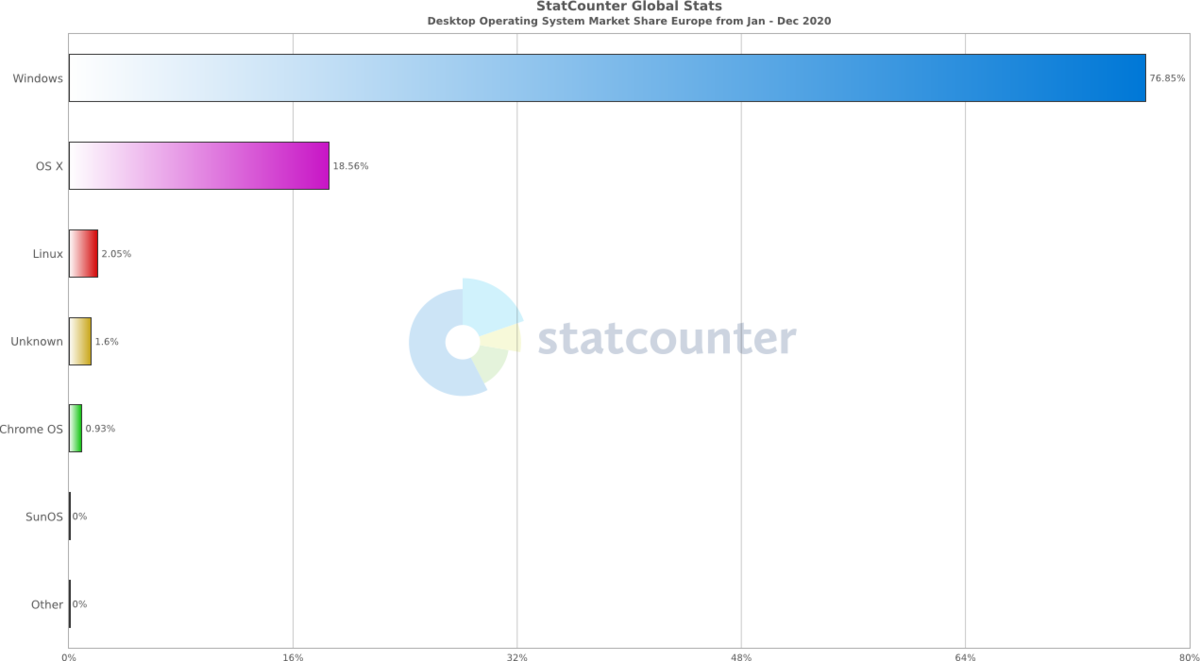 StatCounter Global Stats
Desktop Operating System Market Share Europe from Jan - Dec 2020
Windows 76.85%
OS X 18.56%
Linux 2.05%
statcounter
Unknown 1.6%
Chrome OS 0.93%
SunOS 0%
Other 0%
0% 16% 32% 48% 64% 80%